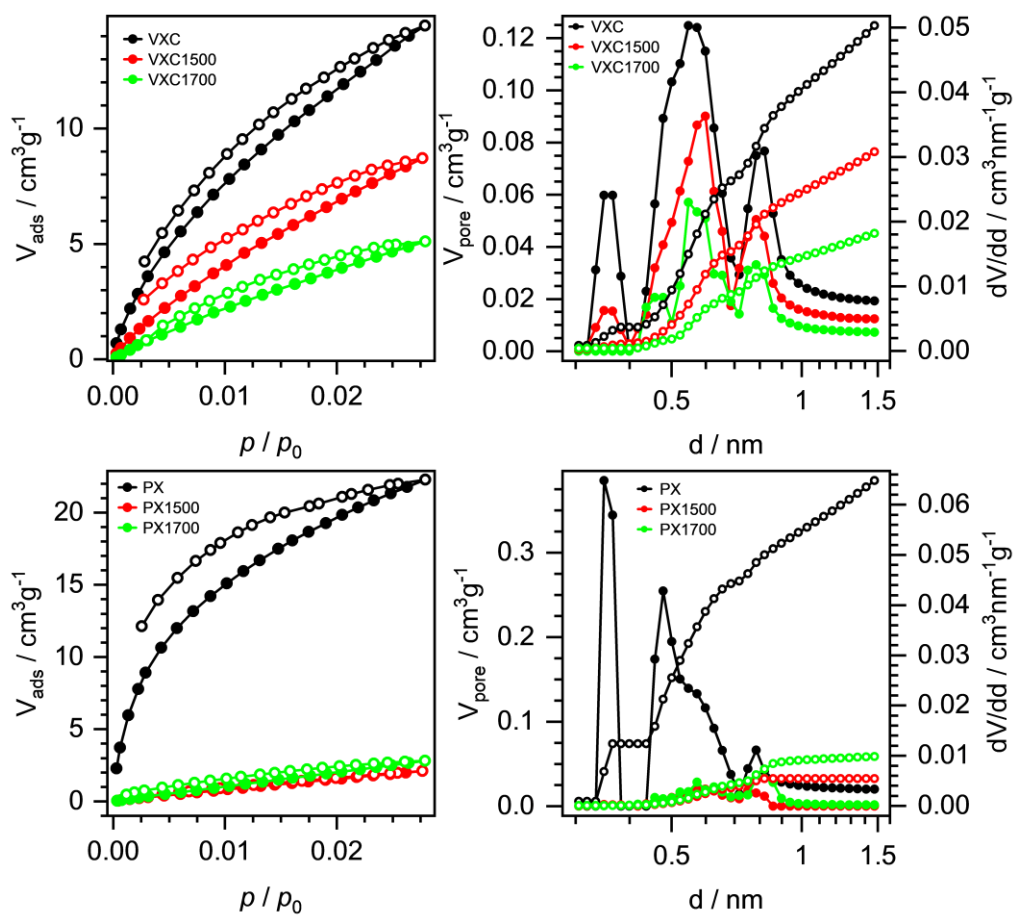 VXC
VXC1500
VXC1700
10
5
0
0.00
0.01
0.02
V_ads / cm³g⁻¹
p / p₀
VXC
VXC1500
VXC1700
0.12
0.10
0.08
0.06
0.04
0.02
0.00
0.05
0.04
0.03
0.02
0.01
0.00
0.5
1
1.5
V_pore / cm³g⁻¹
dV/dd / cm³nm⁻¹g⁻¹
d / nm
PX
PX1500
PX1700
20
15
10
5
0
0.00
0.01
0.02
V_ads / cm³g⁻¹
p / p₀
PX
PX1500
PX1700
0.3
0.2
0.1
0.0
0.06
0.05
0.04
0.03
0.02
0.01
0.00
0.5
1
1.5
V_pore / cm³g⁻¹
dV/dd / cm³nm⁻¹g⁻¹
d / nm